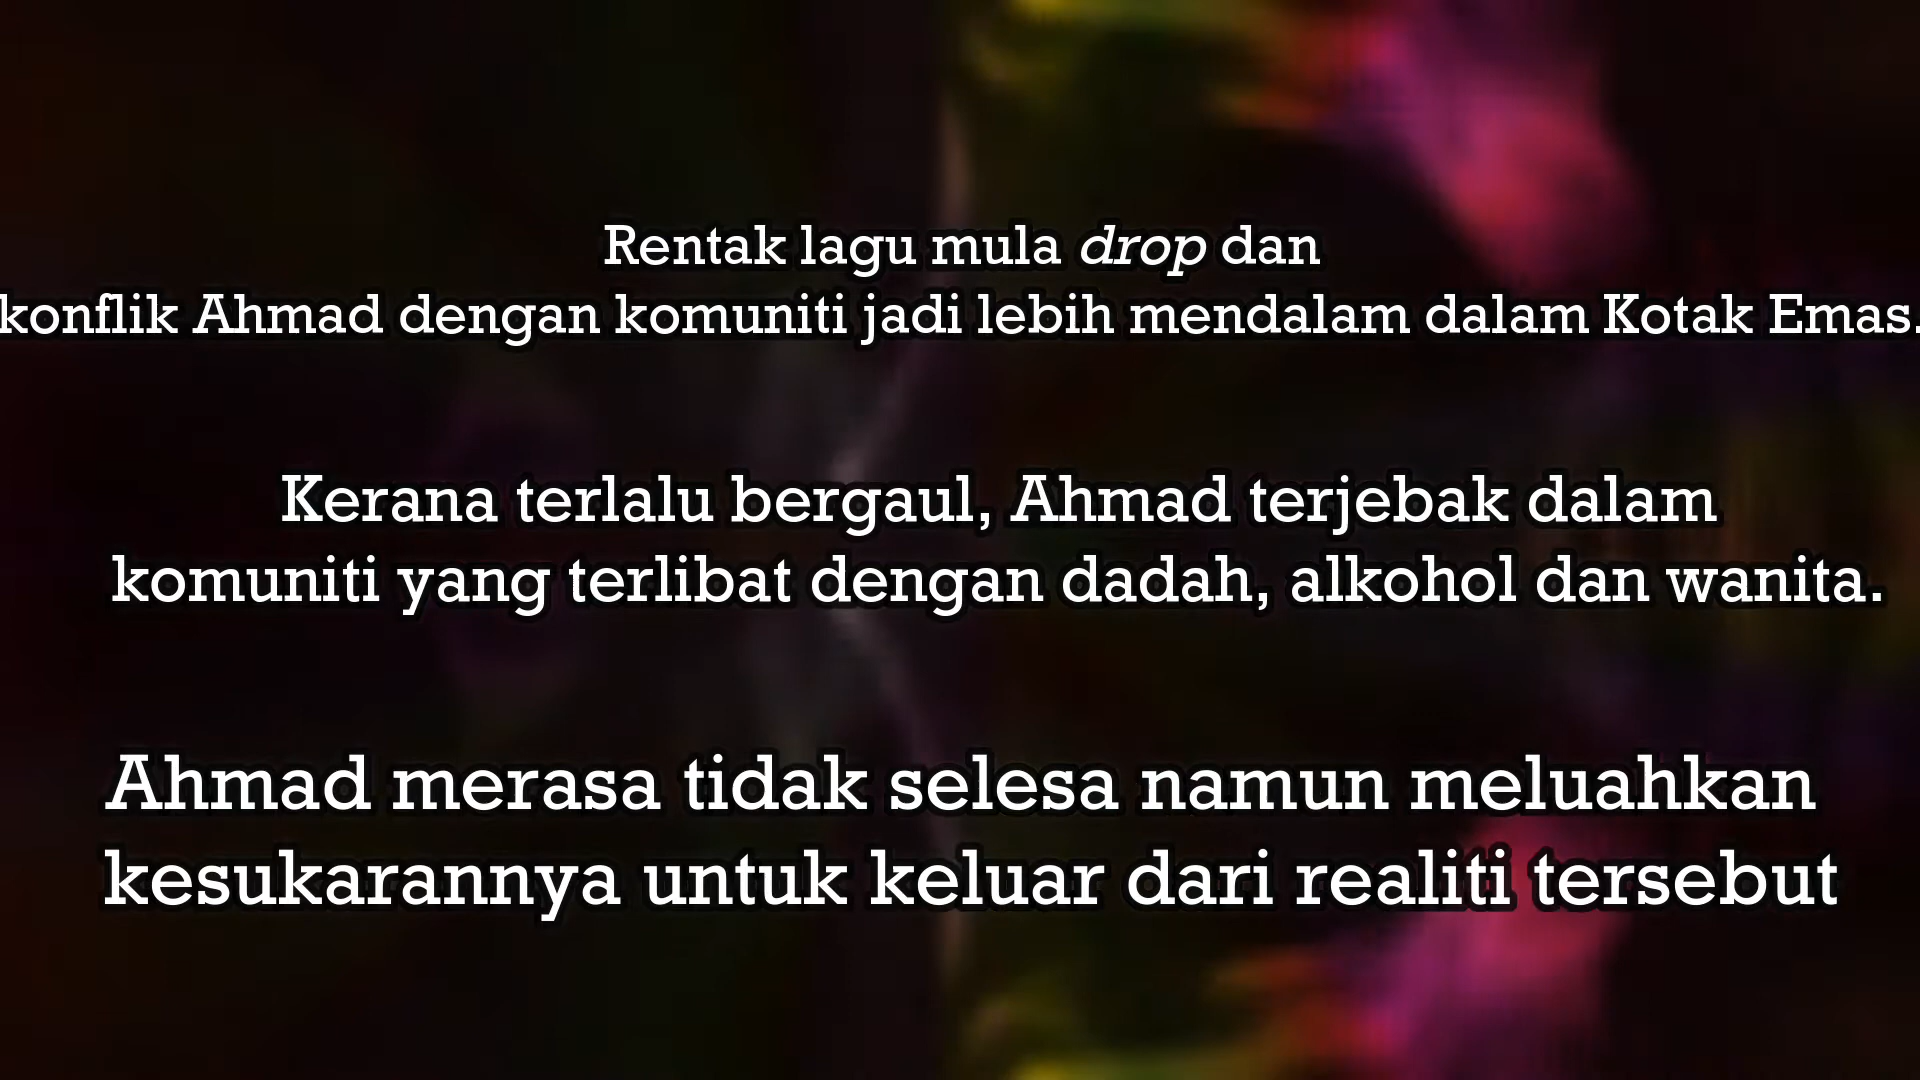 Rentak lagu mula drop dan
konflik Ahmad dengan komuniti jadi lebih mendalam dalam Kotak Emas.
Kerana terlalu bergaul, Ahmad terjebak dalam
komuniti yang terlibat dengan dadah, alkohol dan wanita.
Ahmad merasa tidak selesa namun meluahkan
kesukarannya untuk keluar dari realiti tersebut